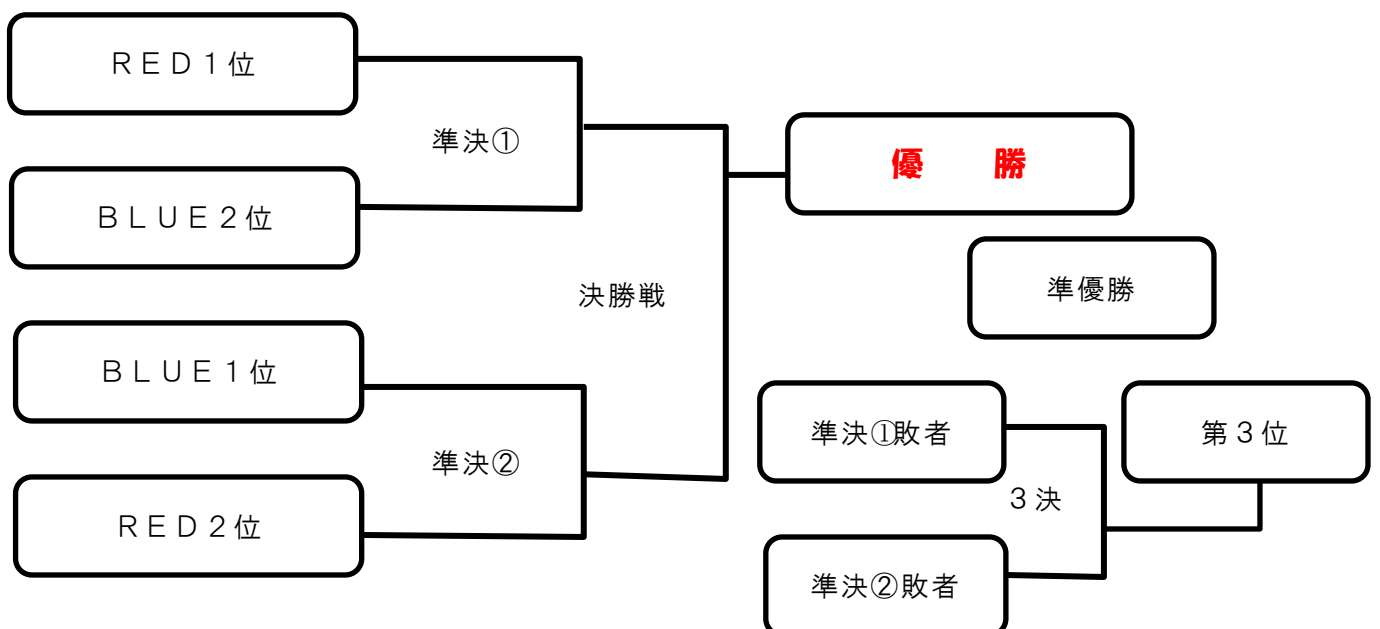 ＲＥＤ１位
準決①
ＢＬＵＥ２位
優　勝
決勝戦
準優勝
ＢＬＵＥ１位
準決②
ＲＥＤ２位
準決①敗者
第３位
３決
準決②敗者